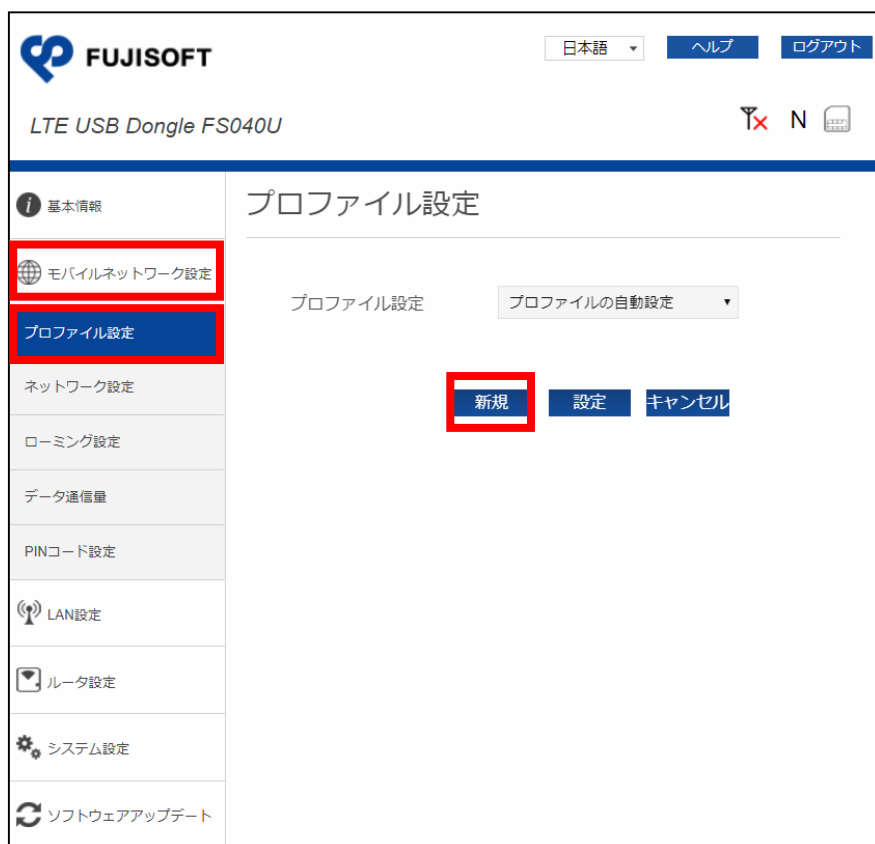 FUJISOFT
日本語
ヘルプ
ログアウト
LTE USB Dongle FS040U
N
基本情報
プロファイル設定
モバイルネットワーク設定
プロファイル設定
プロファイルの自動設定
プロファイル設定
ネットワーク設定
新規
設定
キャンセル
ローミング設定
データ通信量
PINコード設定
LAN設定
ルータ設定
システム設定
ソフトウェアアップデート